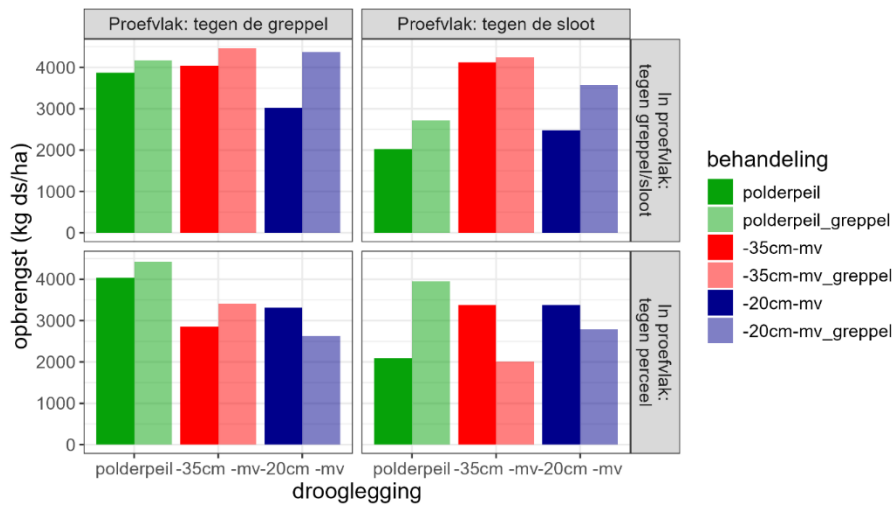 Proefvlak: tegen de greppel
Proefvlak: tegen de sloot
opbrengst (kg ds/ha)
4000
3000
2000
1000
0
In proefvlak:
tegen greppel/sloot
4000
3000
2000
1000
0
In proefvlak:
tegen perceel
polderpeil -35cm -mv -20cm -mv
polderpeil -35cm -mv -20cm -mv
drooglegging
behandeling
polderpeil
polderpeil_greppel
-35cm-mv
-35cm-mv_greppel
-20cm-mv
-20cm-mv_greppel